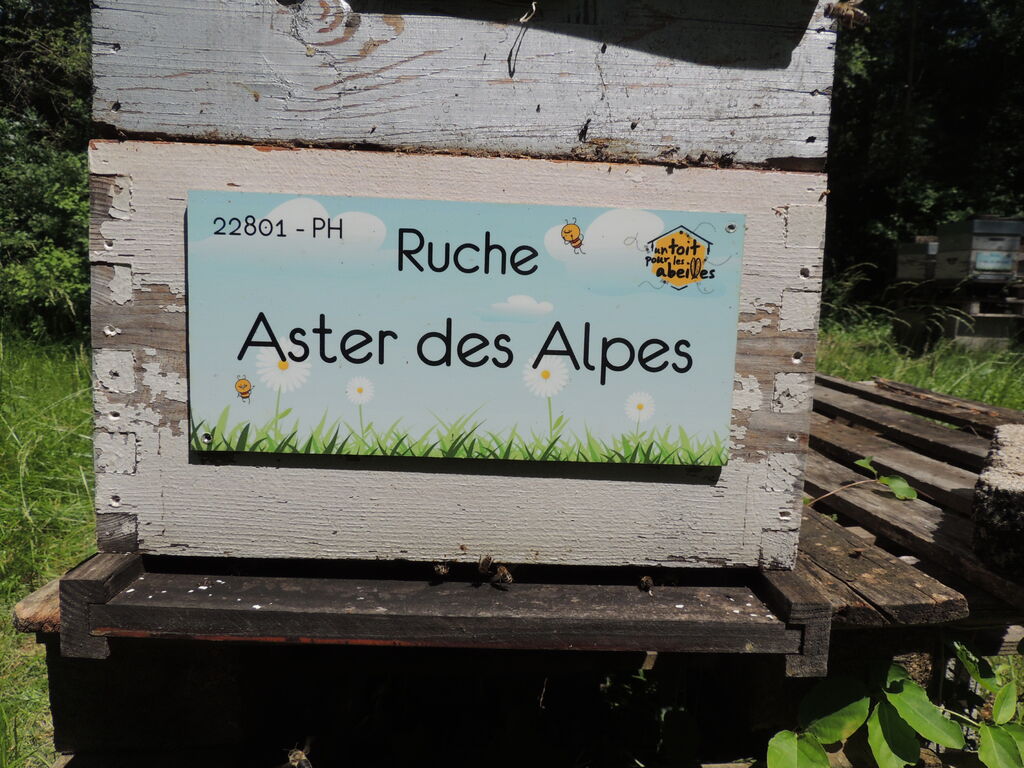 22801 - PH
Ruche
un toit
pour les
abeilles
Aster des Alpes